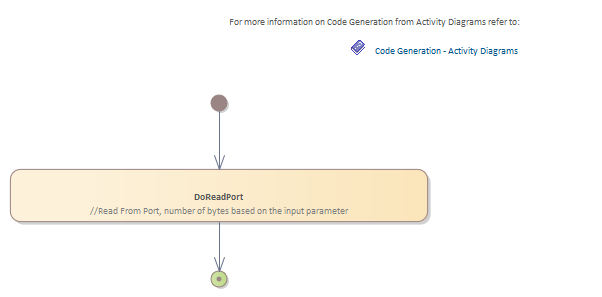 For more information on Code Generation from Activity Diagrams refer to:
Code Generation - Activity Diagrams
DoReadPort
//Read From Port, number of bytes based on the input parameter